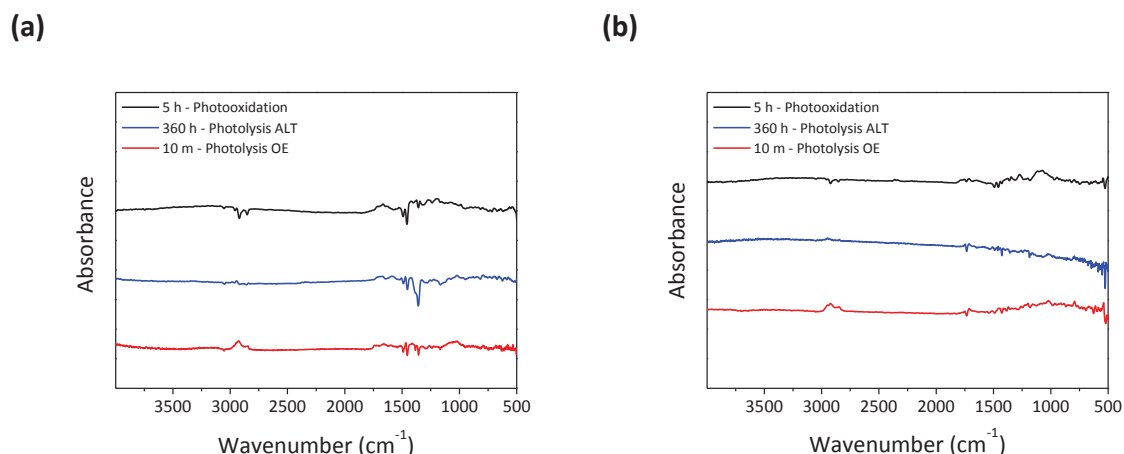 (a)
(b)
5 h - Photooxidation
360 h - Photolysis ALT
10 m - Photolysis OE
Absorbance
3500 3000 2500 2000 1500 1000 500
Wavenumber (cm⁻¹)
5 h - Photooxidation
360 h - Photolysis ALT
10 m - Photolysis OE
Absorbance
3500 3000 2500 2000 1500 1000 500
Wavenumber (cm⁻¹)